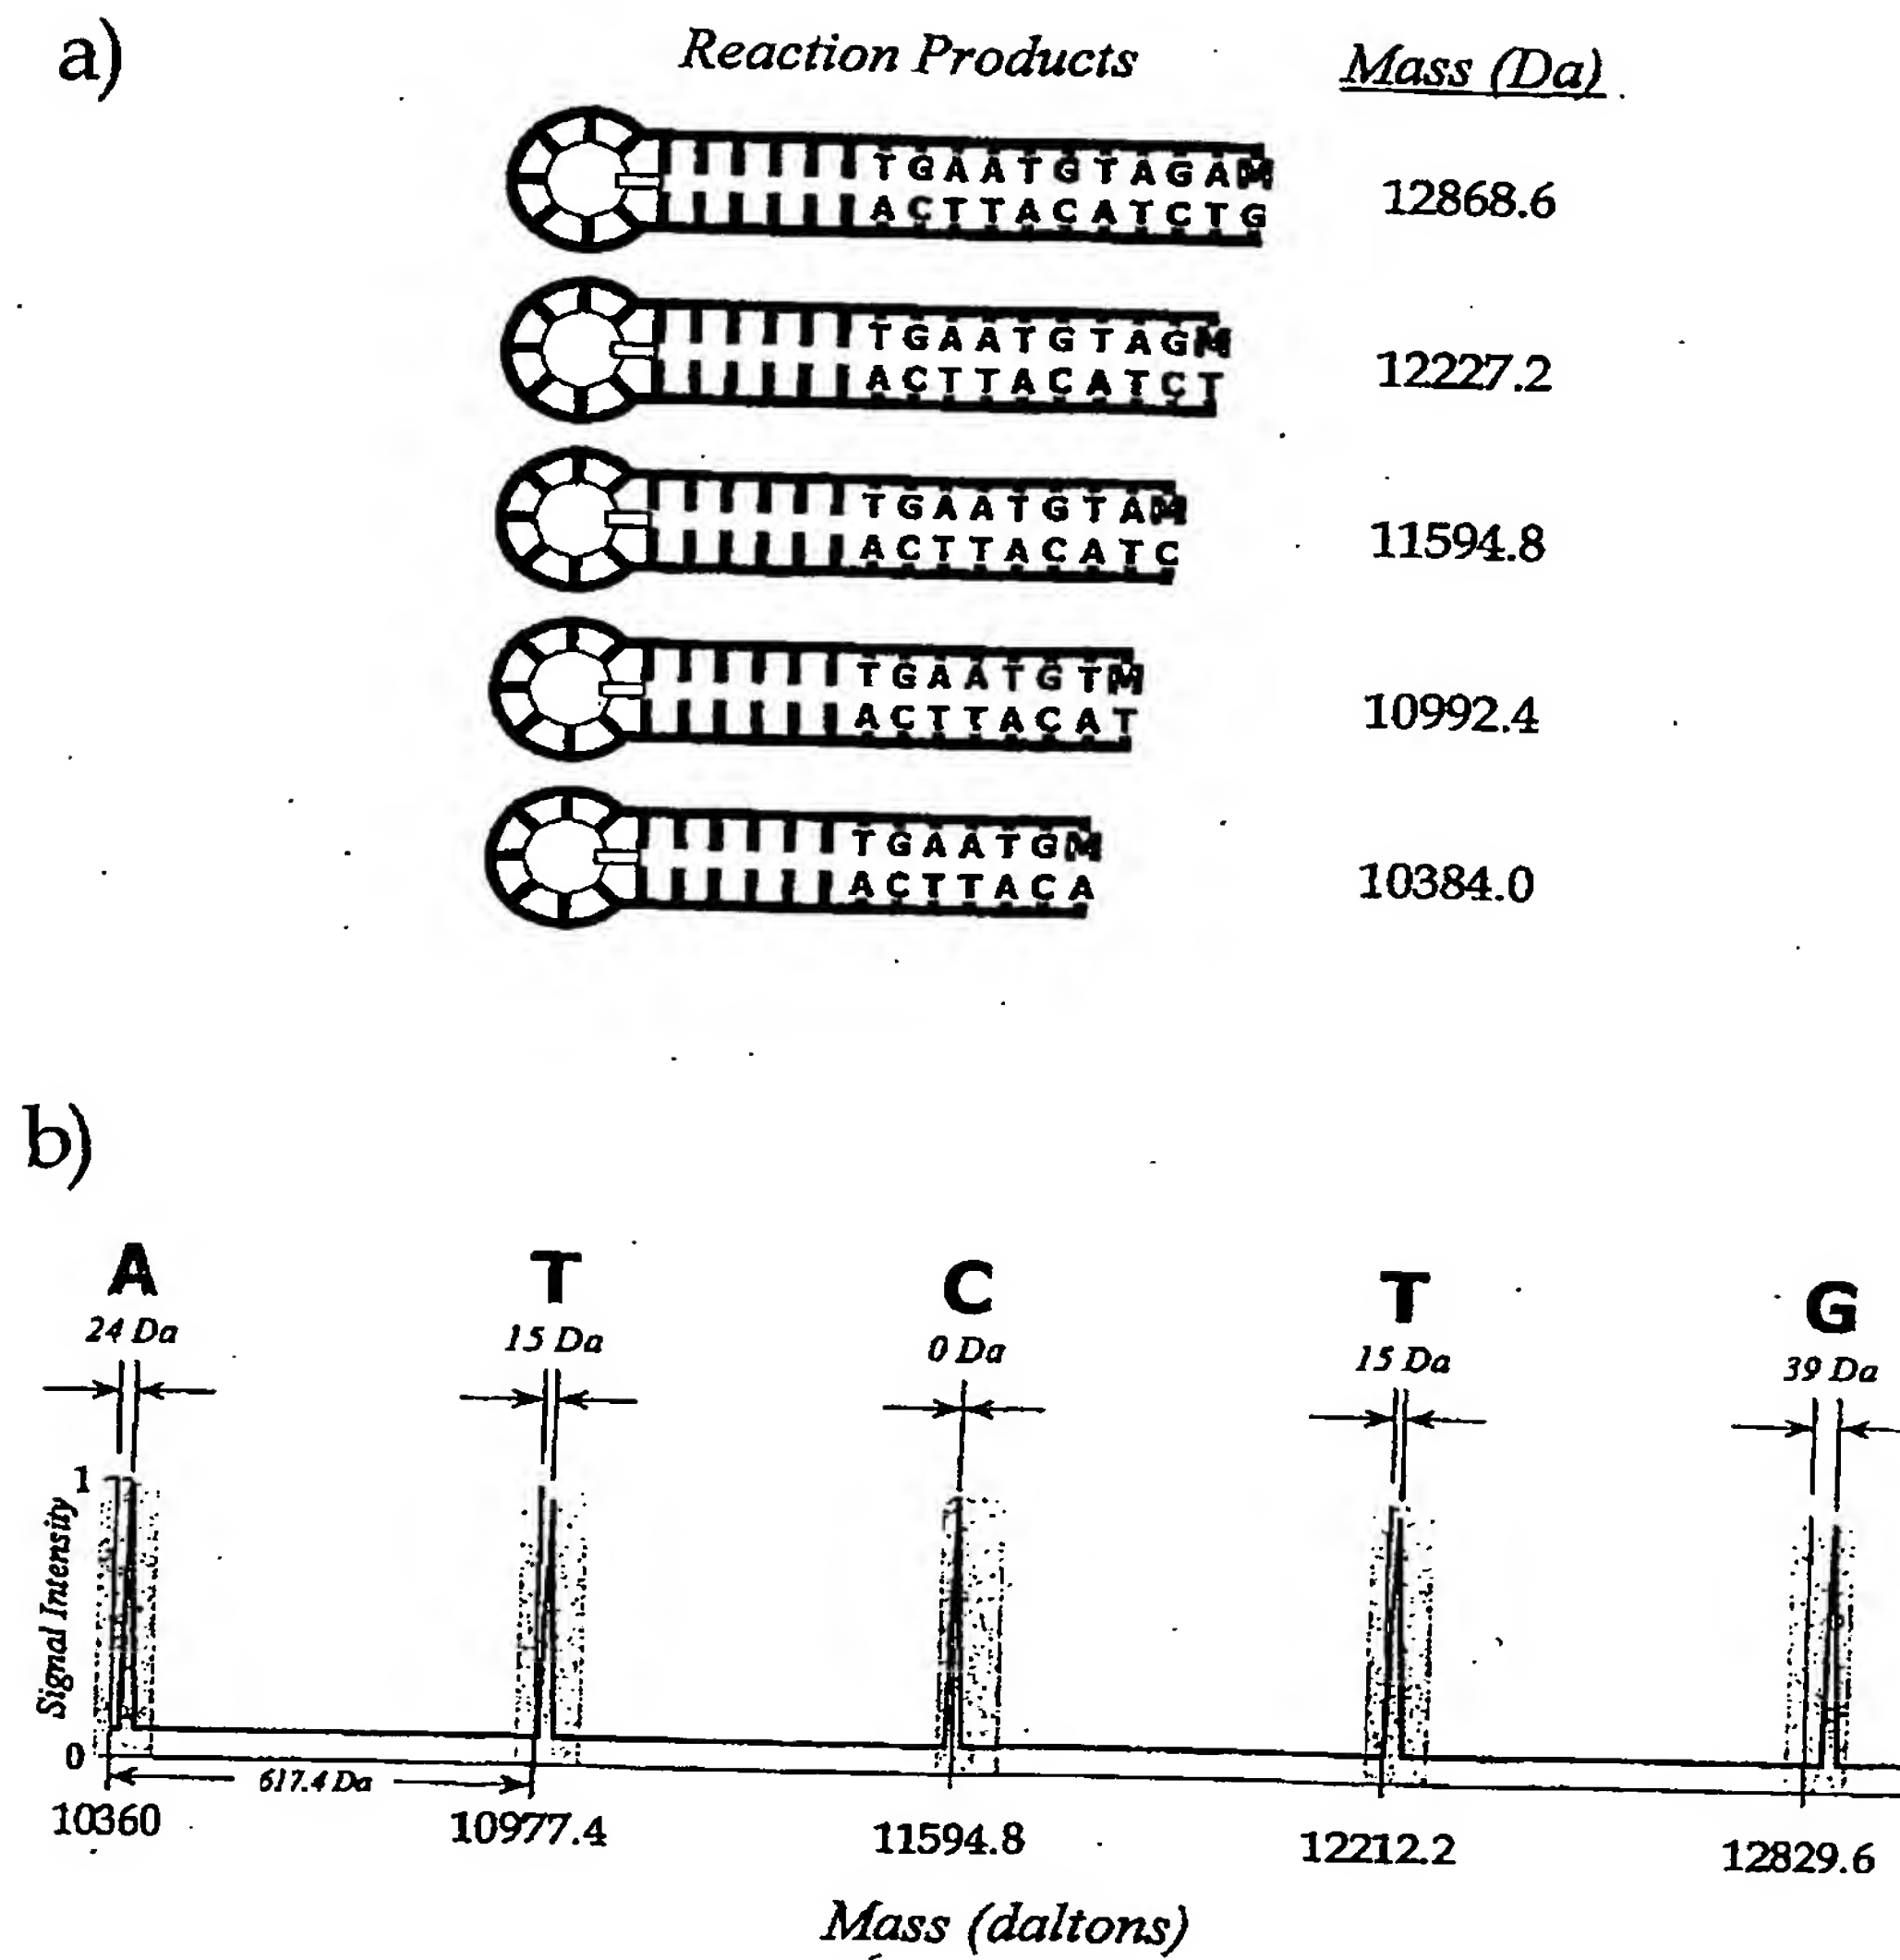 a)
Reaction Products Mass (Da)
TGAATGTAGAM
ACTTACATCTG
12868.6
TGAATGTAGM
ACTTACATCT
12227.2
TGAATGTAM
ACTTACATC
11594.8
TGAATGTM
ACTTACAT
10992.4
TGAATGM
ACTTACA
10384.0
b)
A T C T G
24 Da 15 Da 0 Da 15 Da 39 Da
1
Signal Intensity
0
617.4 Da
10360 10977.4 11594.8 12212.2 12829.6
Mass (daltons)